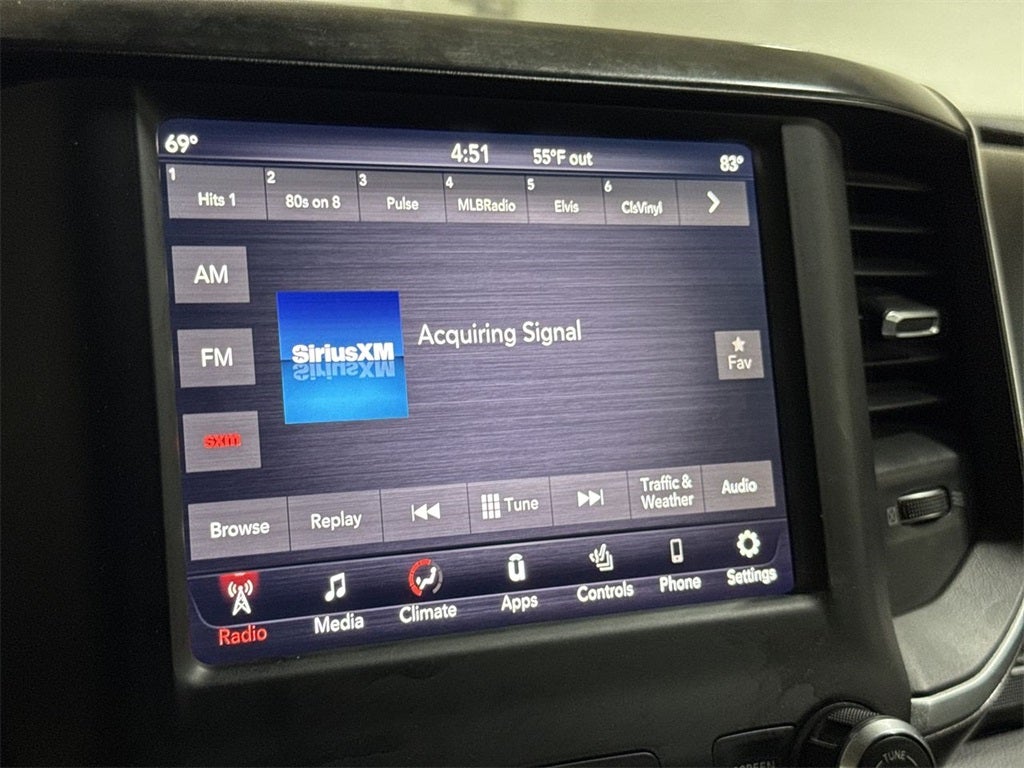 69°
4:51
55°F out
83°
1
Hits 1
2
80s on 8
3
Pulse
4
MLBRadio
5
Elvis
6
ClsVinyl
AM
FM
sxm
SiriusXM
Acquiring Signal
Fav
Browse
Replay
Tune
Traffic &
Weather
Audio
Radio
Media
Climate
Apps
Controls
Phone
Settings
SCREEN
TUNE